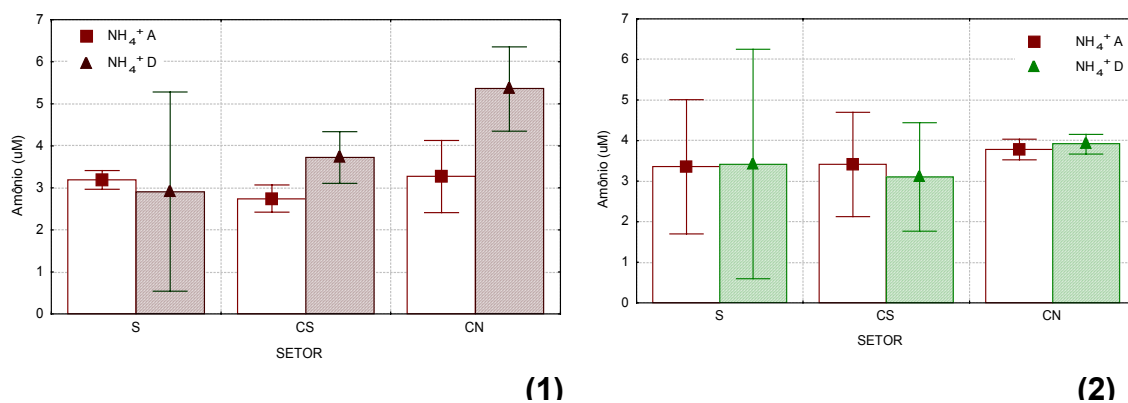 7
6
5
4
3
2
1
0
Amônio (uM)
NH₄⁺ A
NH₄⁺ D
S
CS
CN
SETOR
(1)
7
6
5
4
3
2
1
0
Amônio (uM)
NH₄⁺ A
NH₄⁺ D
S
CS
CN
SETOR
(2)